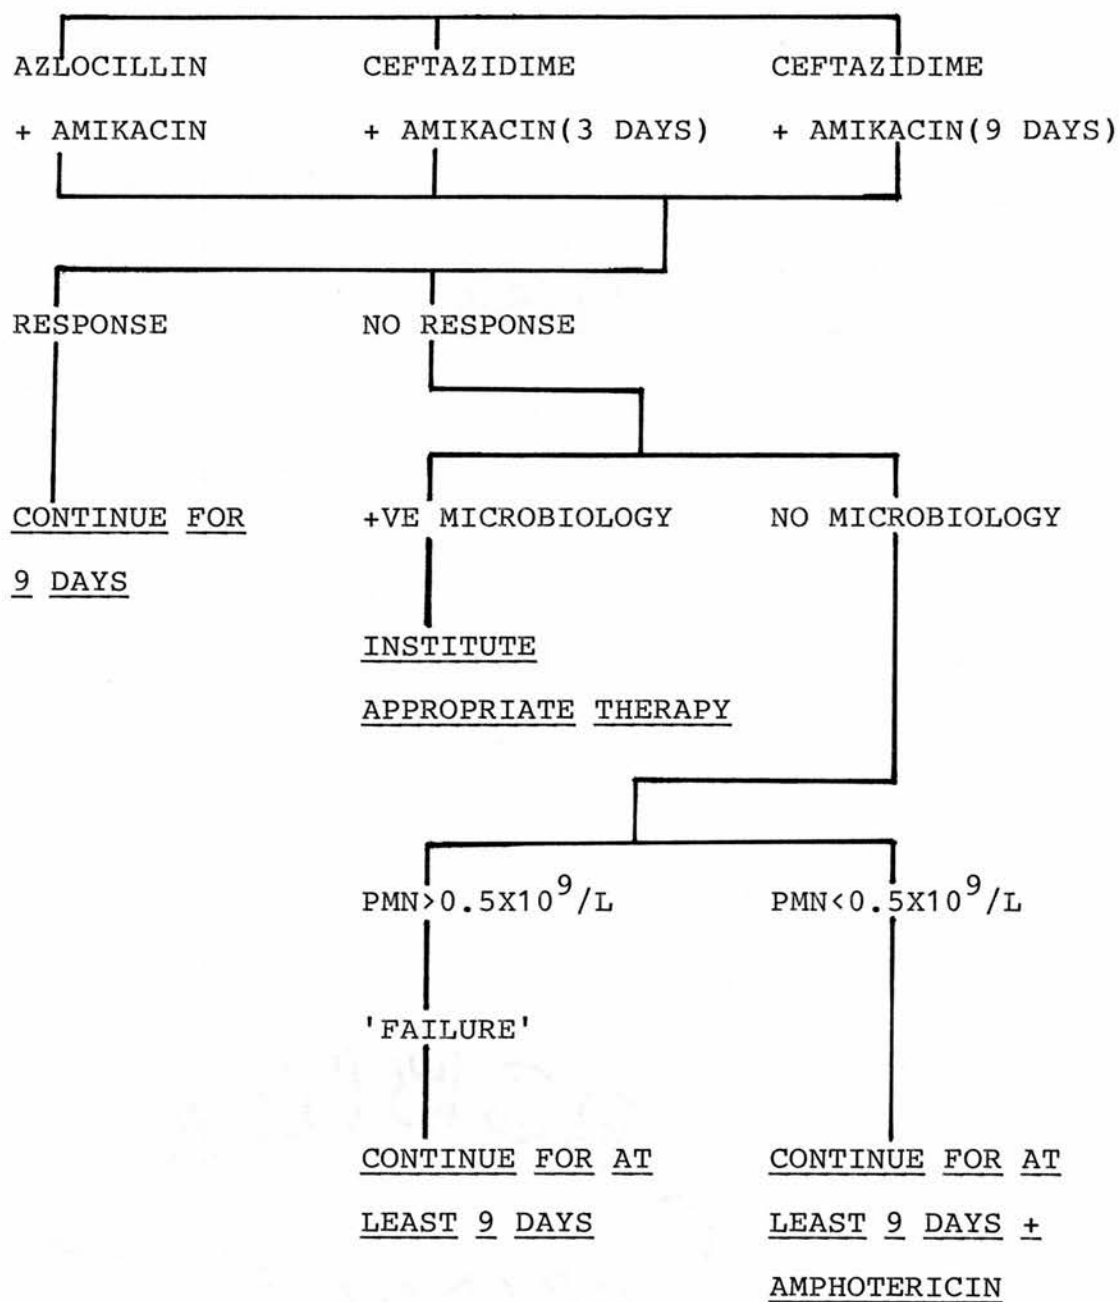 AZLOCILLIN CEFTAZIDIME CEFTAZIDIME
+ AMIKACIN + AMIKACIN(3 DAYS) + AMIKACIN(9 DAYS)
RESPONSE NO RESPONSE
CONTINUE FOR +VE MICROBIOLOGY NO MICROBIOLOGY
9 DAYS
INSTITUTE
APPROPRIATE THERAPY
PMN>0.5X10⁹/L PMN<0.5X10⁹/L
'FAILURE'
CONTINUE FOR AT CONTINUE FOR AT
LEAST 9 DAYS LEAST 9 DAYS +
AMPHOTERICIN